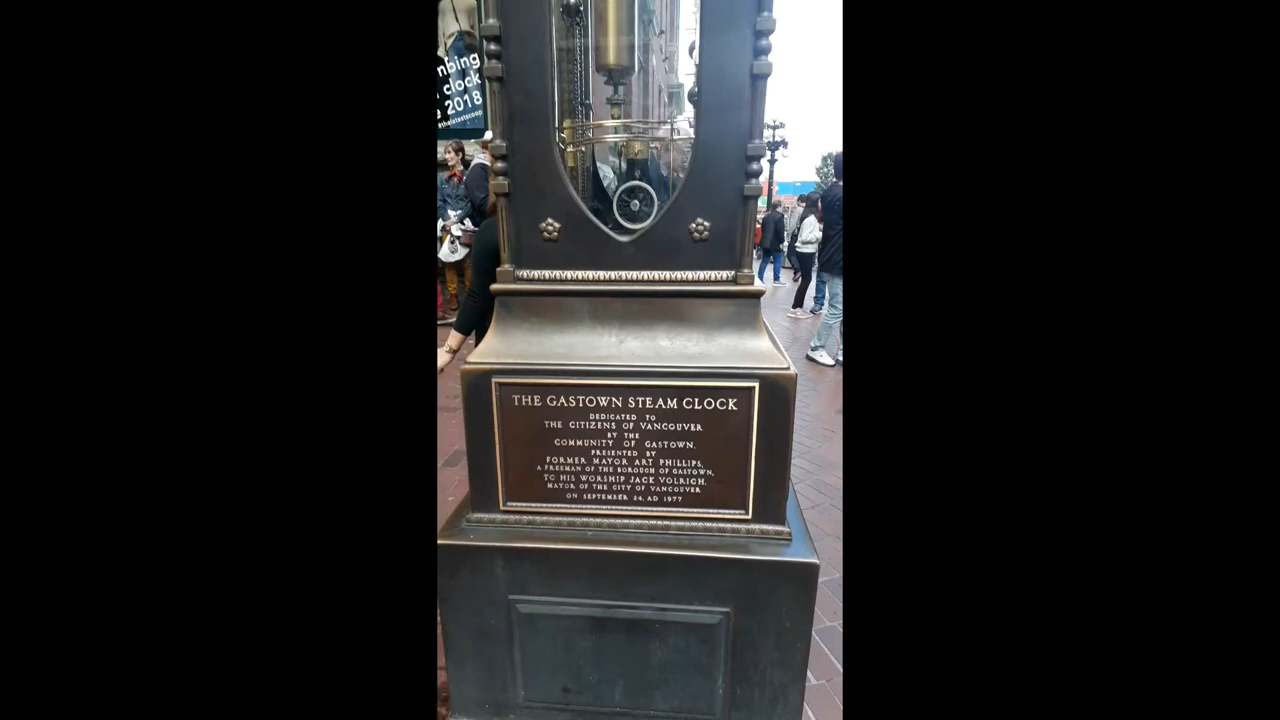 mbing
clock
2018
@thelatestscoop
THE GASTOWN STEAM CLOCK
DEDICATED TO
THE CITIZENS OF VANCOUVER
BY THE
COMMUNITY OF GASTOWN.
PRESENTED BY
FORMER MAYOR ART PHILLIPS,
A FREEMAN OF THE BOROUGH OF GASTOWN,
TO HIS WORSHIP JACK VOLRICH,
MAYOR OF THE CITY OF VANCOUVER
ON SEPTEMBER 24, AD 1977